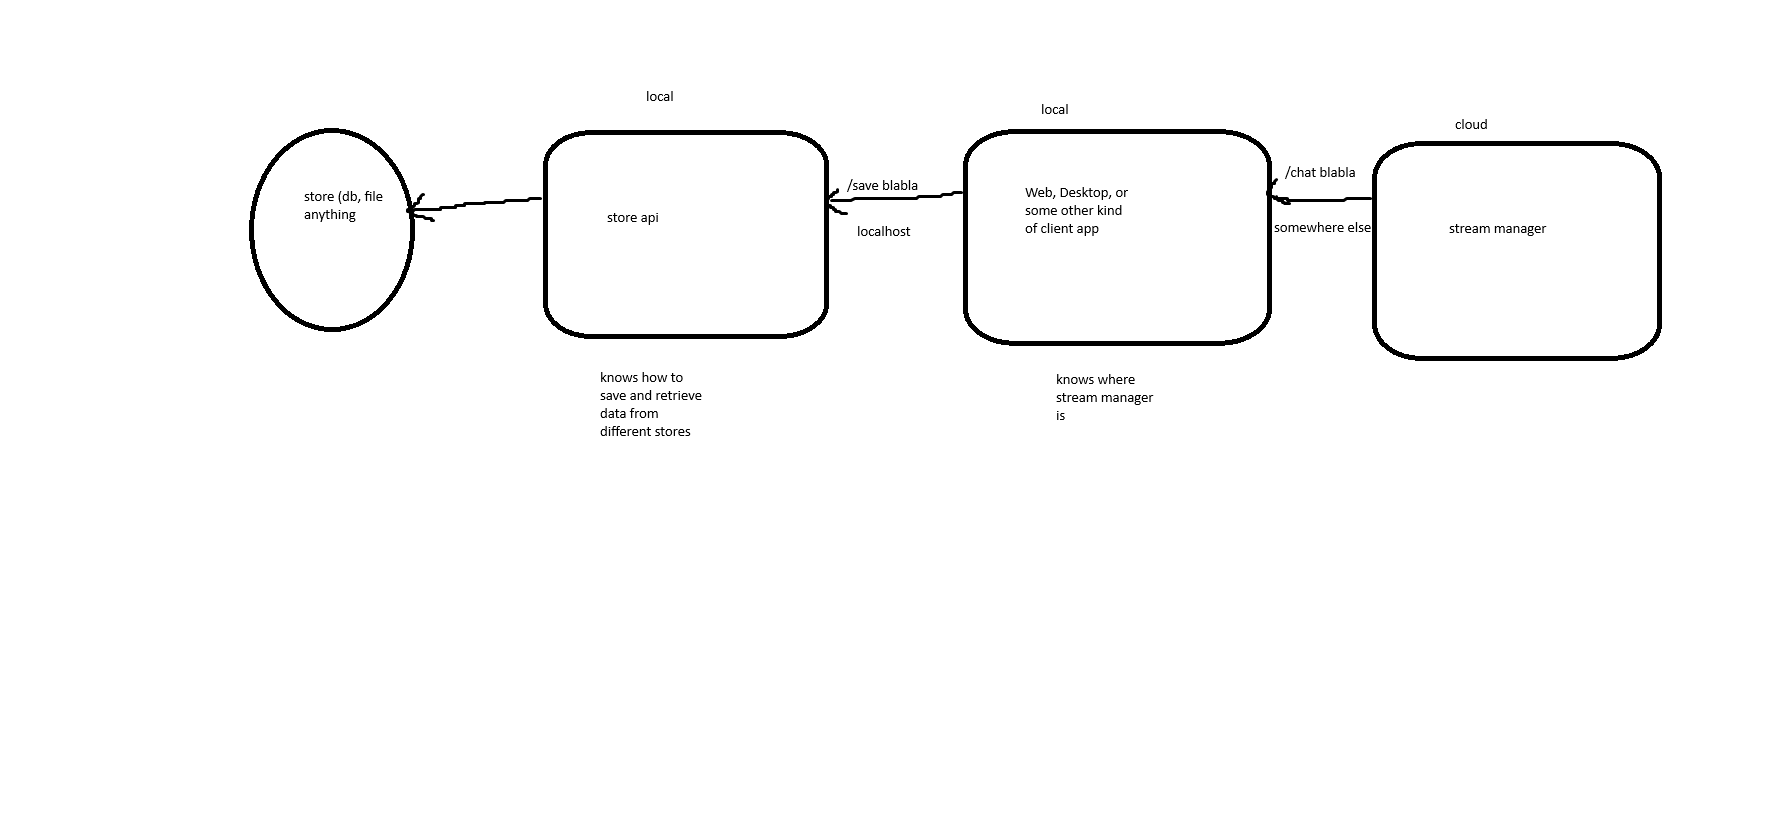 local
local
cloud
store (db, file
anything
store api
/save blabla
localhost
Web, Desktop, or
some other kind
of client app
/chat blabla
somewhere else
stream manager
knows how to
save and retrieve
data from
different stores
knows where
stream manager
is